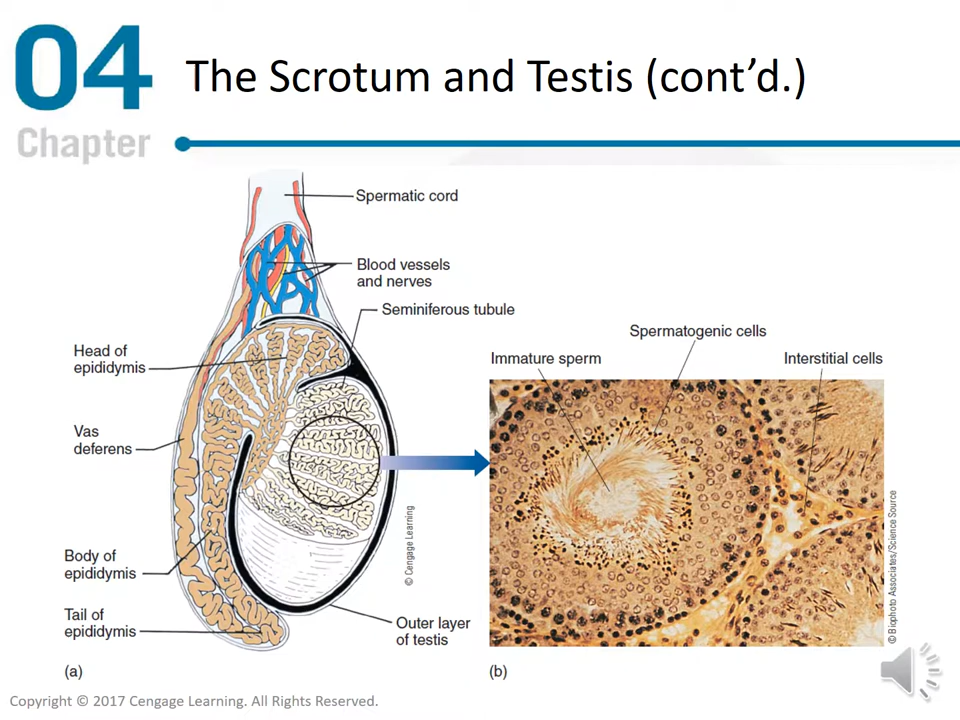 04
Chapter
The Scrotum and Testis (cont’d.)
Spermatic cord
Blood vessels
and nerves
Seminiferous tubule
Head of
epididymis
Vas
deferens
Body of
epididymis
Tail of
epididymis
Outer layer
of testis
© Cengage Learning
(a)
Spermatogenic cells
Immature sperm
Interstitial cells
© Biophoto Associates/Science Source
(b)
Copyright © 2017 Cengage Learning. All Rights Reserved.